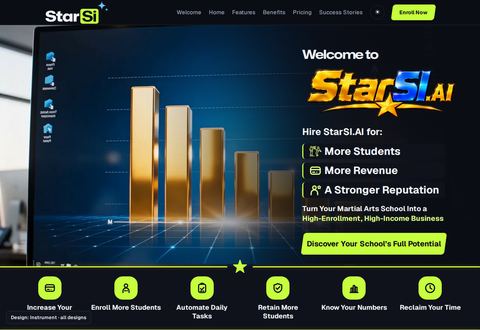 StarSi
Welcome
Home
Features
Benefits
Pricing
Success Stories
Enroll Now
Welcome to
StarSI.AI
Hire StarSI.AI for:
More Students
More Revenue
A Stronger Reputation
Turn Your Martial Arts School Into a
High-Enrollment, High-Income Business
Discover Your School's Full Potential
Increase Your
Enroll More Students
Automate Daily
Tasks
Retain More
Students
Know Your Numbers
Reclaim Your Time
Design: Instrument · all designs